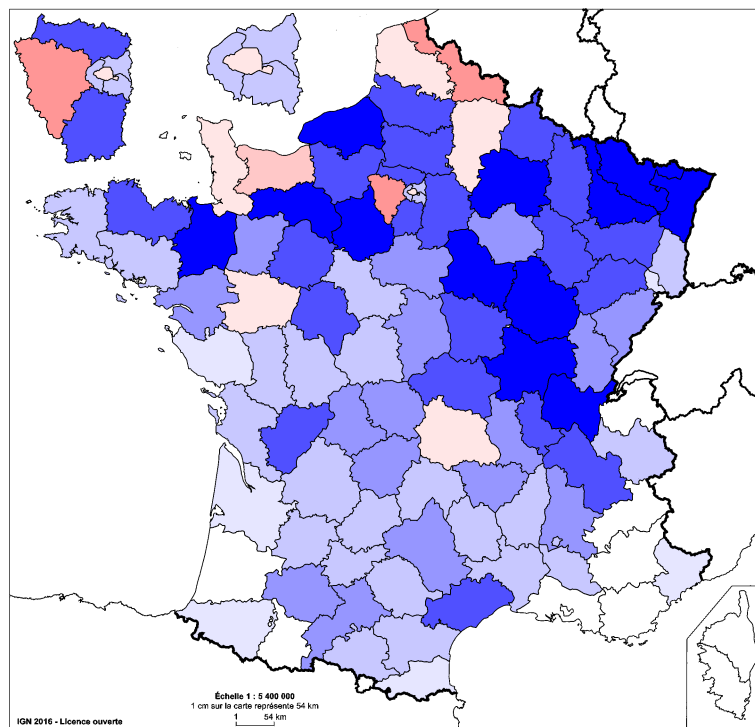 Échelle 1 : 5 400 000
1 cm sur la carte représente 54 km
1 54 km
IGN 2016 - Licence ouverte